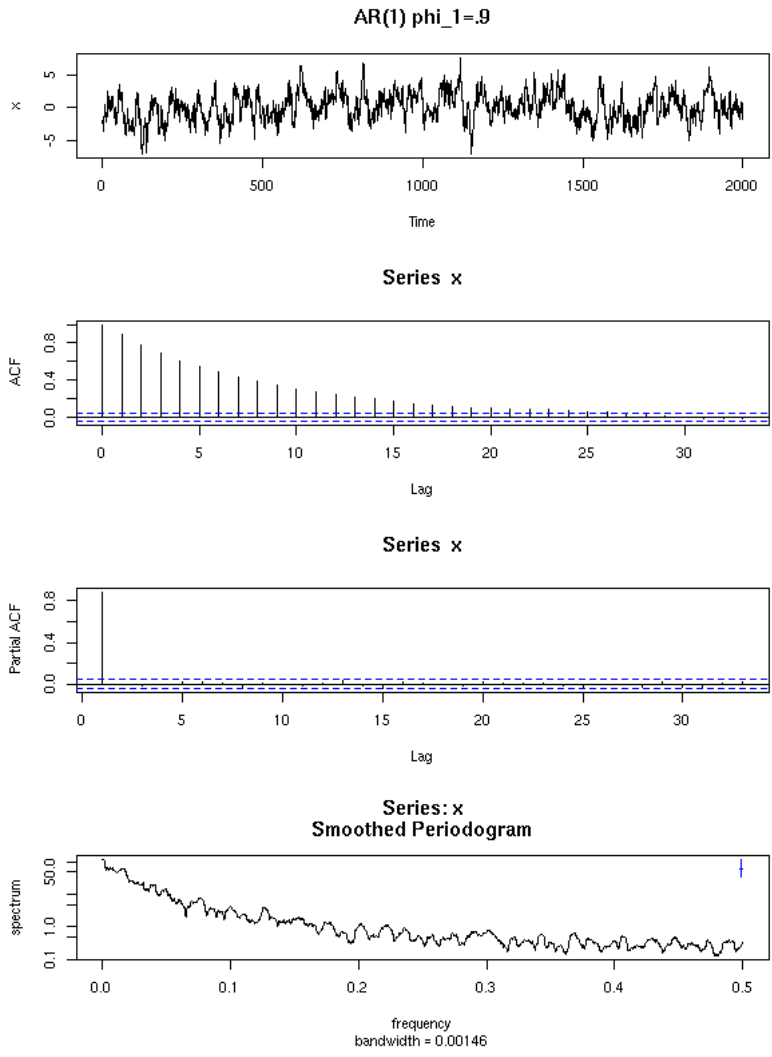 AR(1) phi_1=.9
x
5
0
-5
0 500 1000 1500 2000
Time
Series x
ACF
0.8
0.4
0.0
0 5 10 15 20 25 30
Lag
Series x
Partial ACF
0.8
0.4
0.0
0 5 10 15 20 25 30
Lag
Series: x
Smoothed Periodogram
spectrum
50.0
1.0
0.1
0.0 0.1 0.2 0.3 0.4 0.5
frequency
bandwidth = 0.00146